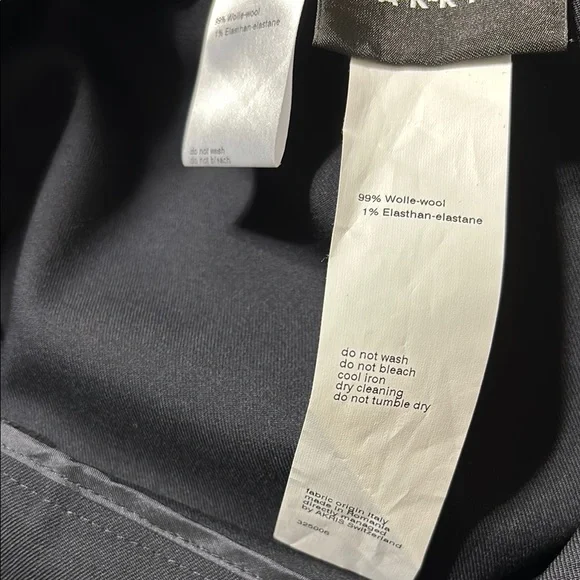 99% Wolle-wool
1% Elasthan-elastane
do not wash
do not bleach
99% Wolle-wool
1% Elasthan-elastane
do not wash
do not bleach
cool iron
dry cleaning
do not tumble dry
fabric origin Italy
made in Romania
directly managed
by AKRIS Switzerland
325006